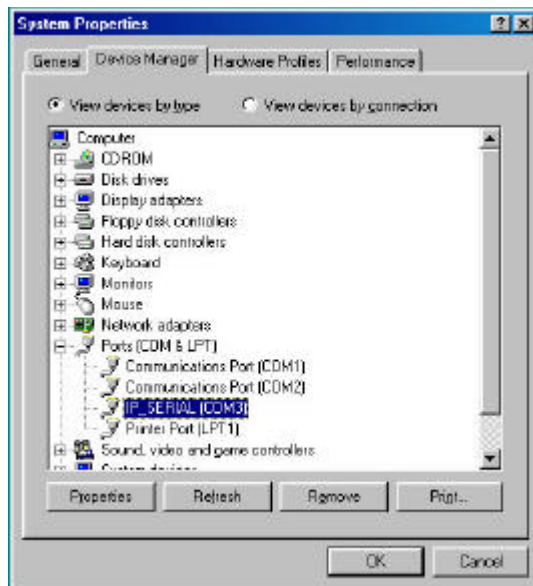 System Properties
General Device Manager Hardware Profiles Performance
View devices by type View devices by connection
Computer
CDROM
Disk drives
Display adapters
Floppy disk controllers
Hard disk controllers
Keyboard
Monitors
Mouse
Network adapters
Ports (COM & LPT)
Communications Port (COM1)
Communications Port (COM2)
IP_SERIAL (COM3)
Printer Port (LPT1)
Sound, video and game controllers
System devices
Properties Refresh Remove Print...
OK Cancel